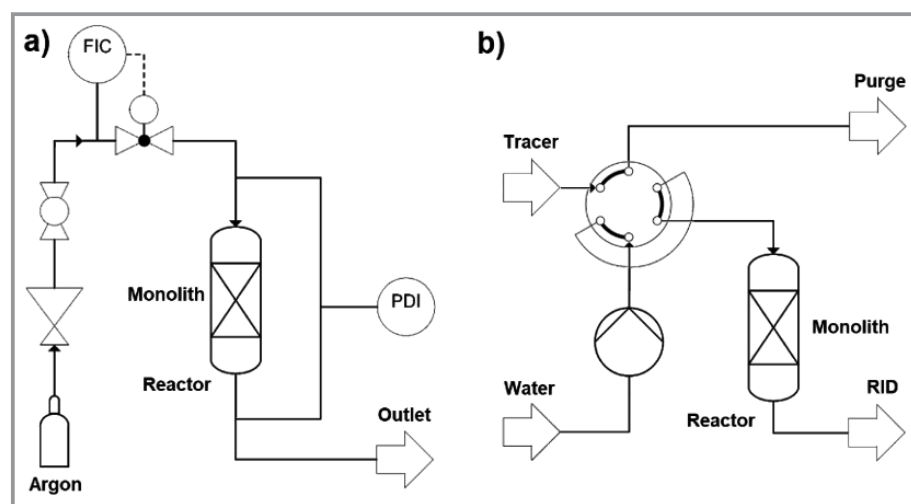 a)
FIC
Monolith
PDI
Reactor
Outlet
Argon
b)
Purge
Tracer
Monolith
Water
Reactor
RID